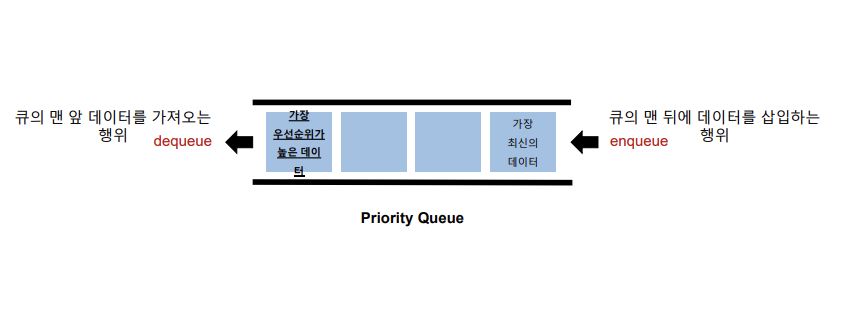 큐의 맨 앞 데이터를 가져오는
행위
dequeue
가장
우선순위가
높은 데이
터
가장
최신의
데이터
큐의 맨 뒤에 데이터를 삽입하는
행위
enqueue
Priority Queue